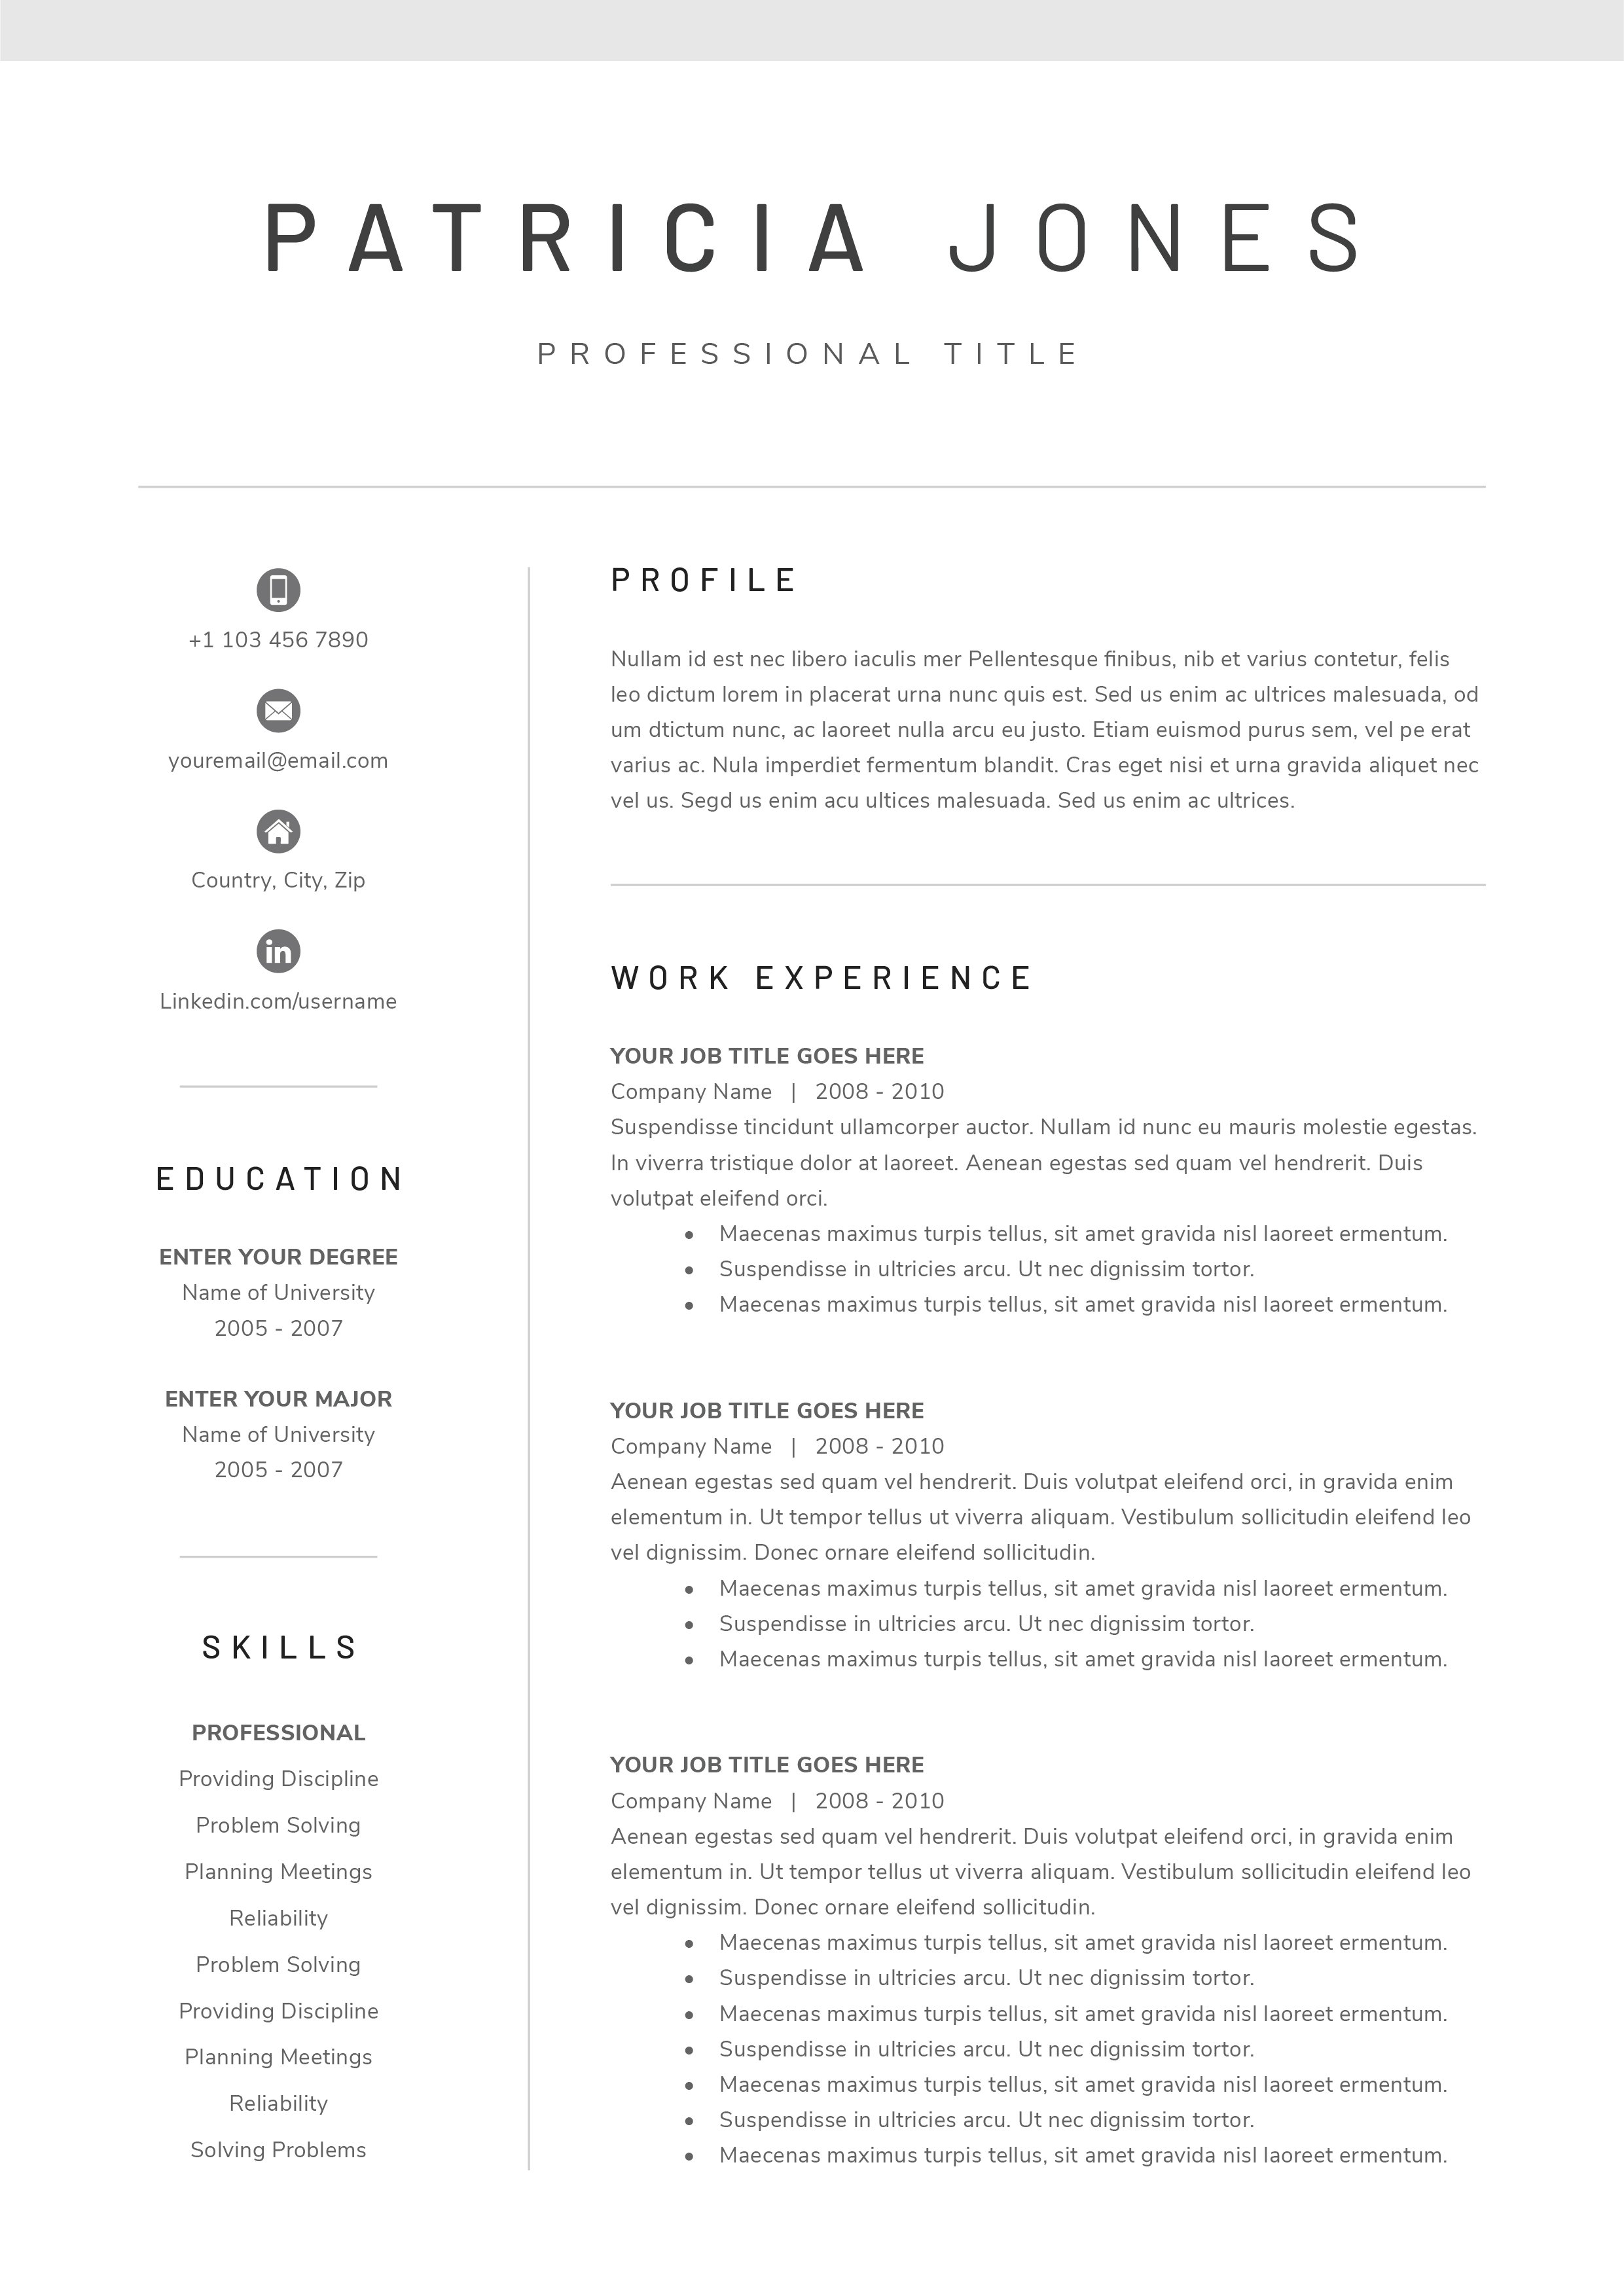 PATRICIA JONES
PROFESSIONAL TITLE
+1 103 456 7890
youremail@email.com
Country, City, Zip
in
Linkedin.com/username
EDUCATION
ENTER YOUR DEGREE
Name of University
2005 - 2007
ENTER YOUR MAJOR
Name of University
2005 - 2007
SKILLS
PROFESSIONAL
Providing Discipline
Problem Solving
Planning Meetings
Reliability
Problem Solving
Providing Discipline
Planning Meetings
Reliability
Solving Problems
PROFILE
Nullam id est nec libero iaculis mer Pellentesque finibus, nib et varius contetur, felis
leo dictum lorem in placerat urna nunc quis est. Sed us enim ac ultrices malesuada, od
um dtictum nunc, ac laoreet nulla arcu eu justo. Etiam euismod purus sem, vel pe erat
varius ac. Nula imperdiet fermentum blandit. Cras eget nisi et urna gravida aliquet nec
vel us. Segd us enim acu ultices malesuada. Sed us enim ac ultrices.
WORK EXPERIENCE
YOUR JOB TITLE GOES HERE
Company Name | 2008 - 2010
Suspendisse tincidunt ullamcorper auctor. Nullam id nunc eu mauris molestie egestas.
In viverra tristique dolor at laoreet. Aenean egestas sed quam vel hendrerit. Duis
volutpat eleifend orci.
• Maecenas maximus turpis tellus, sit amet gravida nisl laoreet ermentum.
• Suspendisse in ultricies arcu. Ut nec dignissim tortor.
• Maecenas maximus turpis tellus, sit amet gravida nisl laoreet ermentum.
YOUR JOB TITLE GOES HERE
Company Name | 2008 - 2010
Aenean egestas sed quam vel hendrerit. Duis volutpat eleifend orci, in gravida enim
elementum in. Ut tempor tellus ut viverra aliquam. Vestibulum sollicitudin eleifend leo
vel dignissim. Donec ornare eleifend sollicitudin.
• Maecenas maximus turpis tellus, sit amet gravida nisl laoreet ermentum.
• Suspendisse in ultricies arcu. Ut nec dignissim tortor.
• Maecenas maximus turpis tellus, sit amet gravida nisl laoreet ermentum.
YOUR JOB TITLE GOES HERE
Company Name | 2008 - 2010
Aenean egestas sed quam vel hendrerit. Duis volutpat eleifend orci, in gravida enim
elementum in. Ut tempor tellus ut viverra aliquam. Vestibulum sollicitudin eleifend leo
vel dignissim. Donec ornare eleifend sollicitudin.
• Maecenas maximus turpis tellus, sit amet gravida nisl laoreet ermentum.
• Suspendisse in ultricies arcu. Ut nec dignissim tortor.
• Maecenas maximus turpis tellus, sit amet gravida nisl laoreet ermentum.
• Suspendisse in ultricies arcu. Ut nec dignissim tortor.
• Maecenas maximus turpis tellus, sit amet gravida nisl laoreet ermentum.
• Suspendisse in ultricies arcu. Ut nec dignissim tortor.
• Maecenas maximus turpis tellus, sit amet gravida nisl laoreet ermentum.